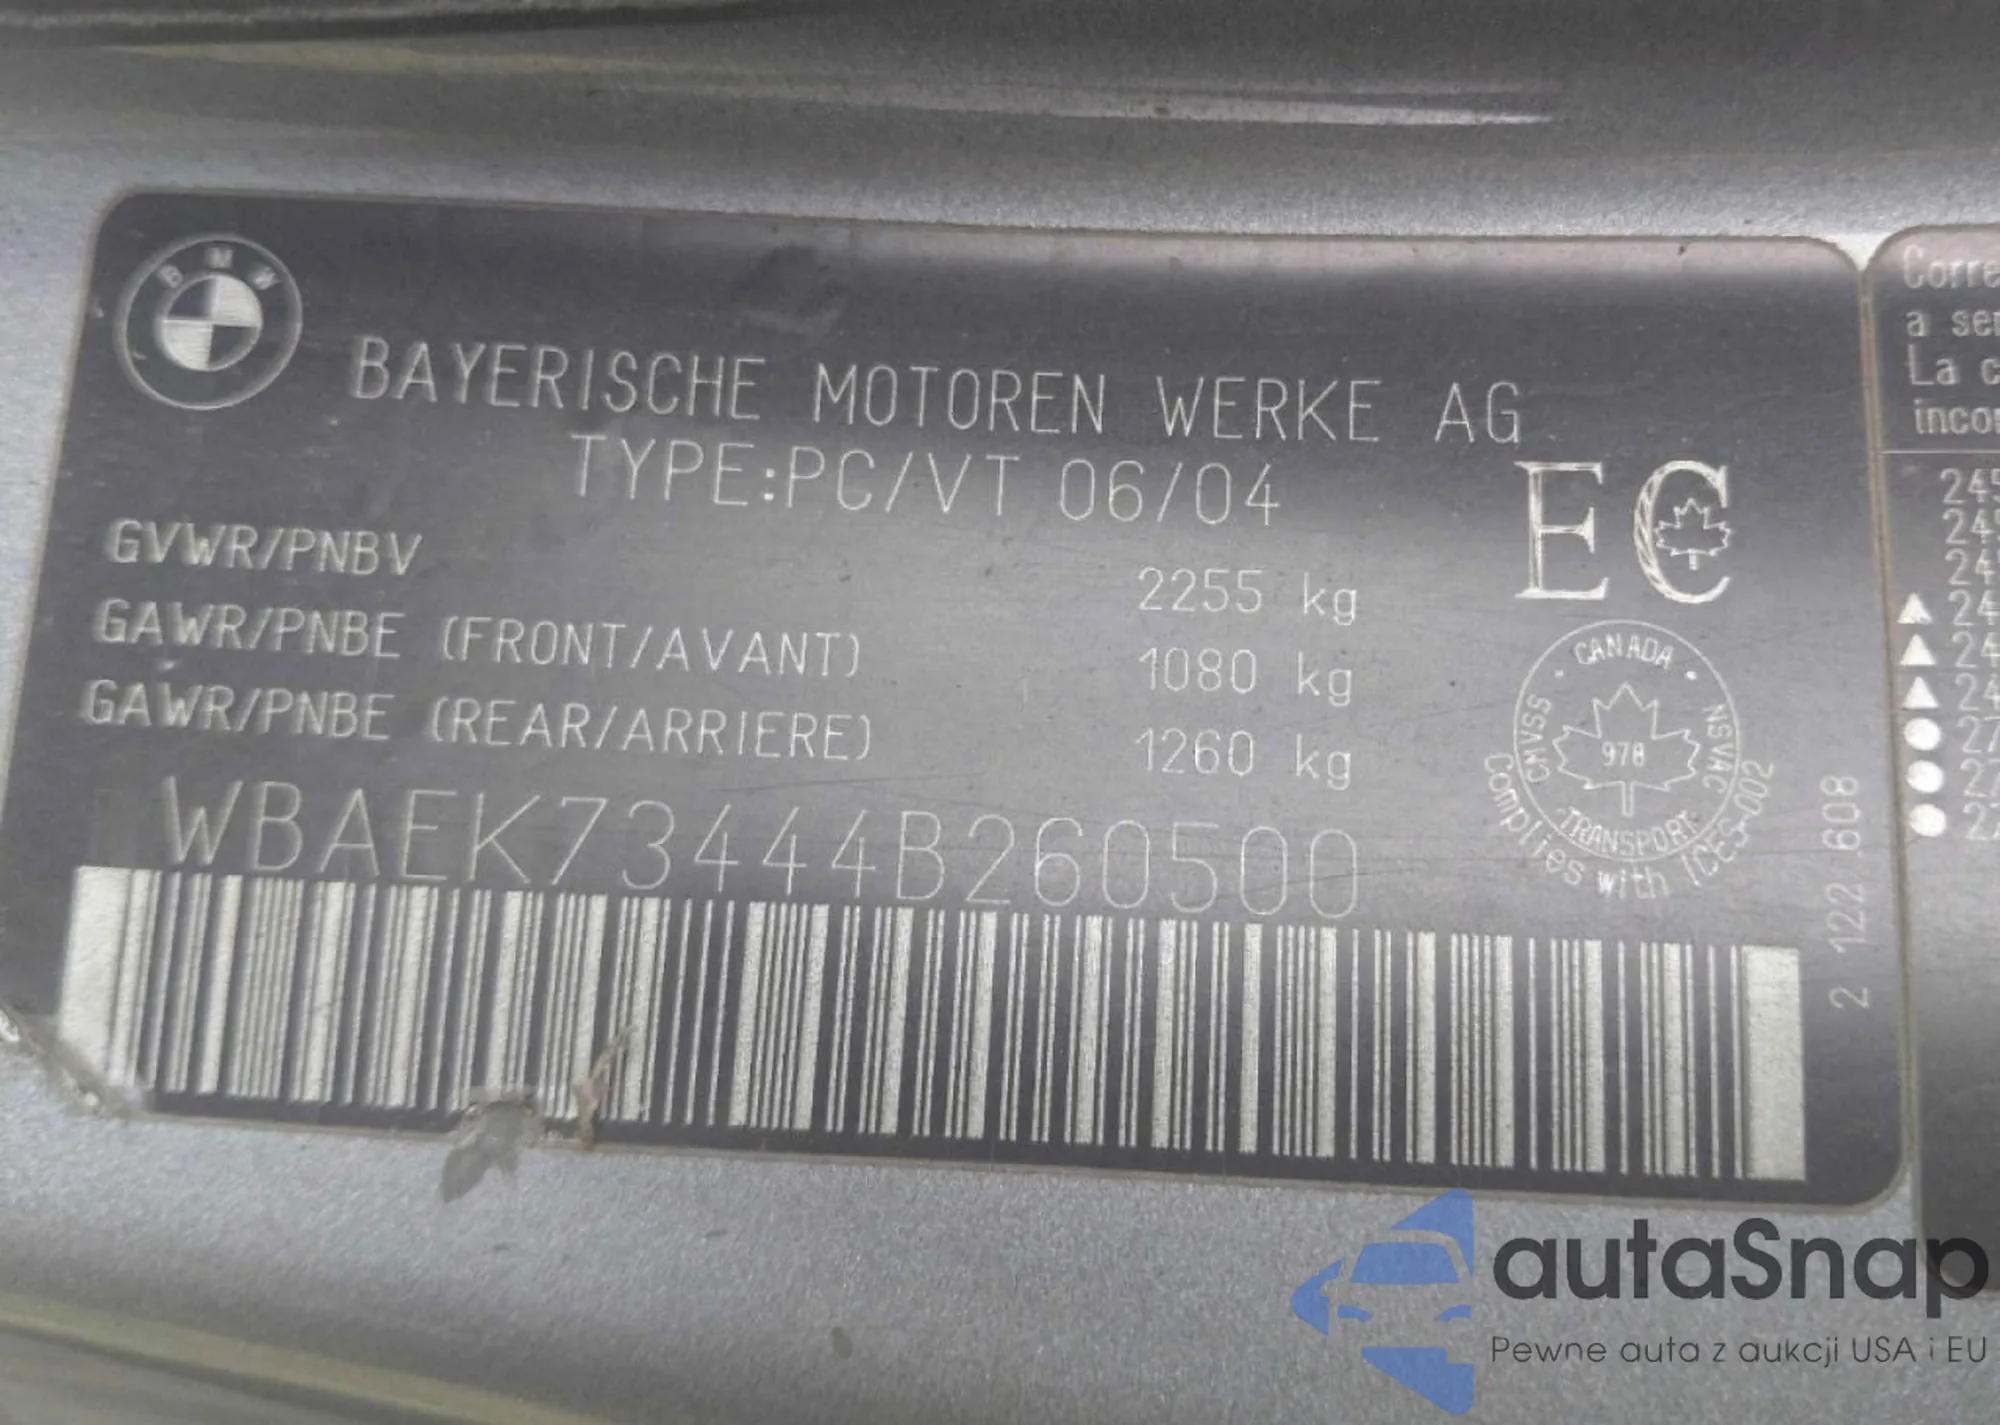 BMW
BAYERISCHE MOTOREN WERKE AG
TYPE:PC/VT 06/04
GVWR/PNBV 2255 kg
GAWR/PNBE (FRONT/AVANT) 1080 kg
GAWR/PNBE (REAR/ARRIERE) 1260 kg
WBAEK73444B260500
EC
CANADA
CMVSS
978
NSVAC
TRANSPORT
Complies with ICES-002
2 122 608
a
La
autaSnap
Pewne auta z aukcji USA i EU